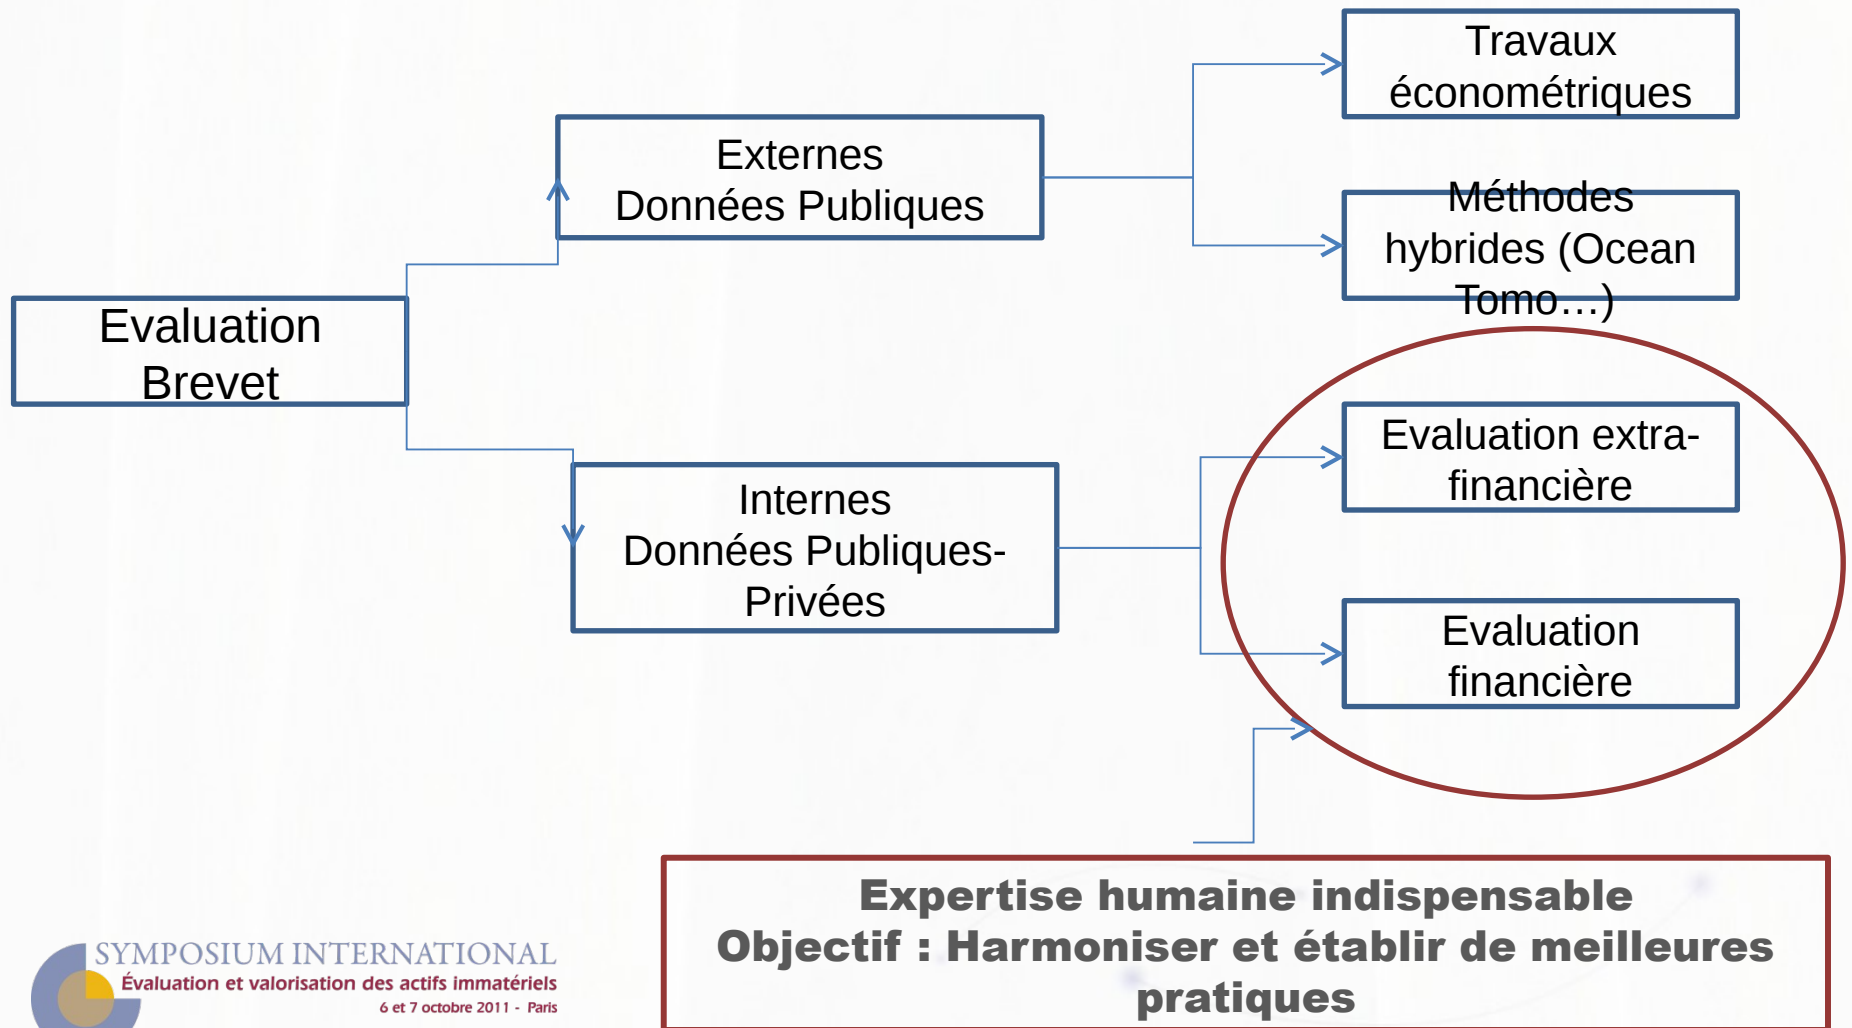 Travaux
économétriques
Externes
Données Publiques
Méthodes
hybrides (Ocean
Tomo…)
Evaluation
Brevet
Evaluation extra-
financière
Internes
Données Publiques-
Privées
Evaluation
financière
Expertise humaine indispensable
Objectif : Harmoniser et établir de meilleures
pratiques
SYMPOSIUM INTERNATIONAL
Évaluation et valorisation des actifs immatériels
6 et 7 octobre 2011 - Paris